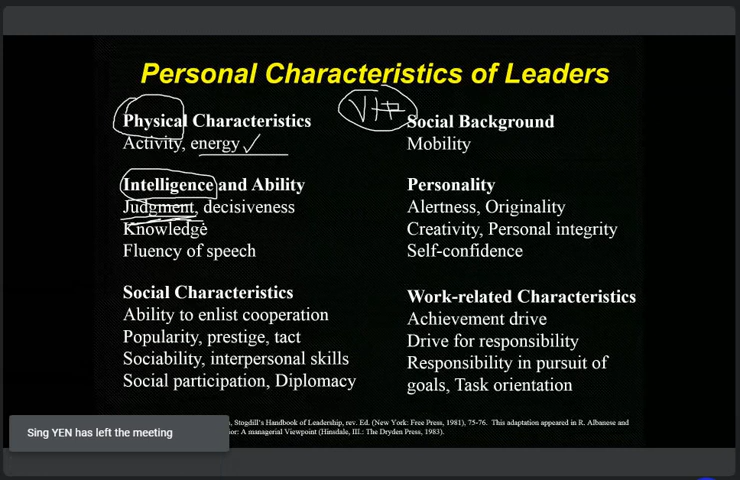 Personal Characteristics of Leaders
Physical Characteristics
Activity, energy
Intelligence and Ability
Judgment, decisiveness
Knowledge
Fluency of speech
Social Characteristics
Ability to enlist cooperation
Popularity, prestige, tact
Sociability, interpersonal skills
Social participation, Diplomacy
Social Background
Mobility
Personality
Alertness, Originality
Creativity, Personal integrity
Self-confidence
Work-related Characteristics
Achievement drive
Drive for responsibility
Responsibility in pursuit of
goals, Task orientation
Stogdill's Handbook of Leadership, rev. Ed. (New York: Free Press, 1981), 75-76. This adaptation appeared in R. Albanese and
A managerial Viewpoint (Hinsdale, Ill.: The Dryden Press, 1983).
Sing YEN has left the meeting